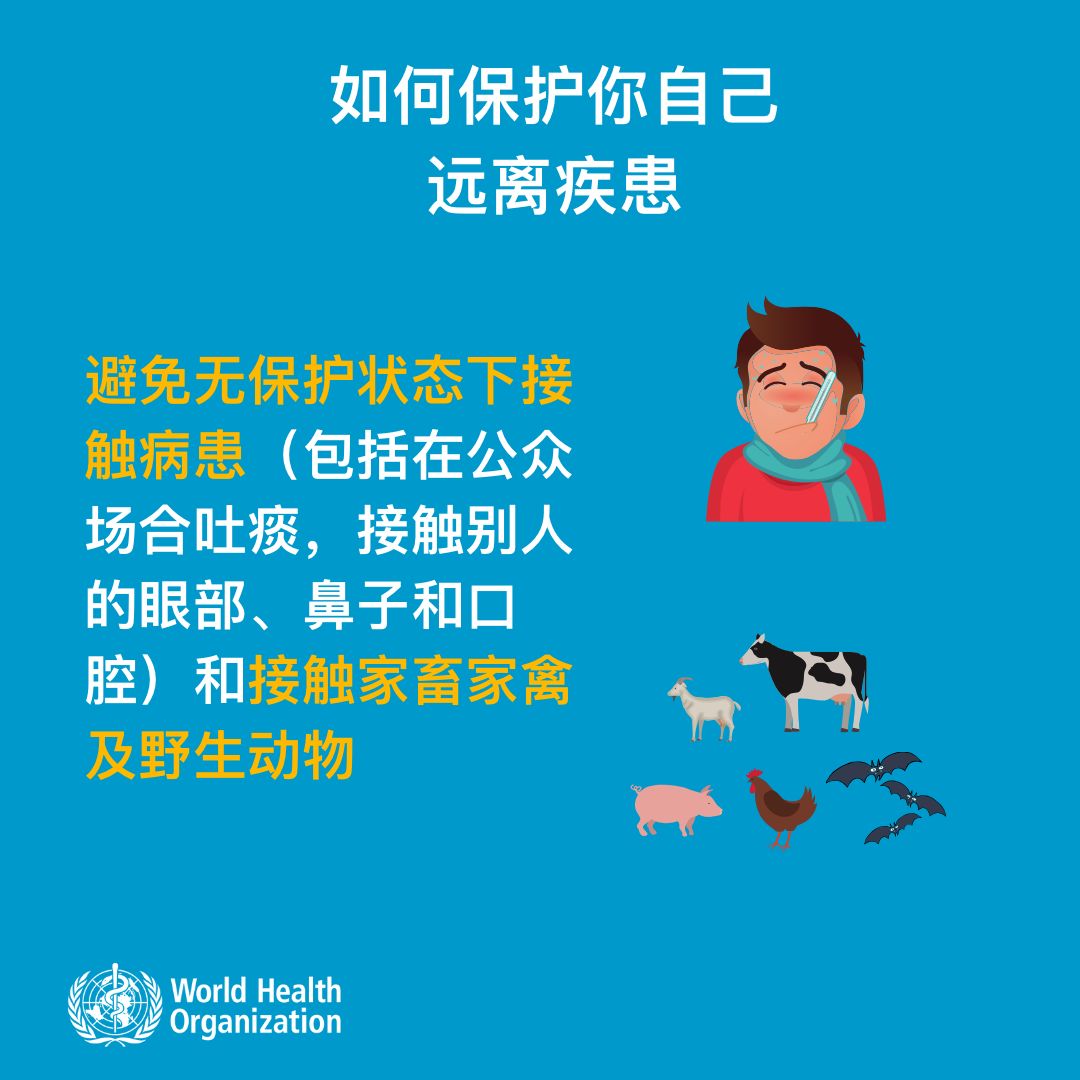 如何保护你自己
远离疾患
避免无保护状态下接
触病患（包括在公众
场合吐痰，接触别人
的眼部、鼻子和口
腔）和接触家畜家禽
及野生动物
World Health
Organization